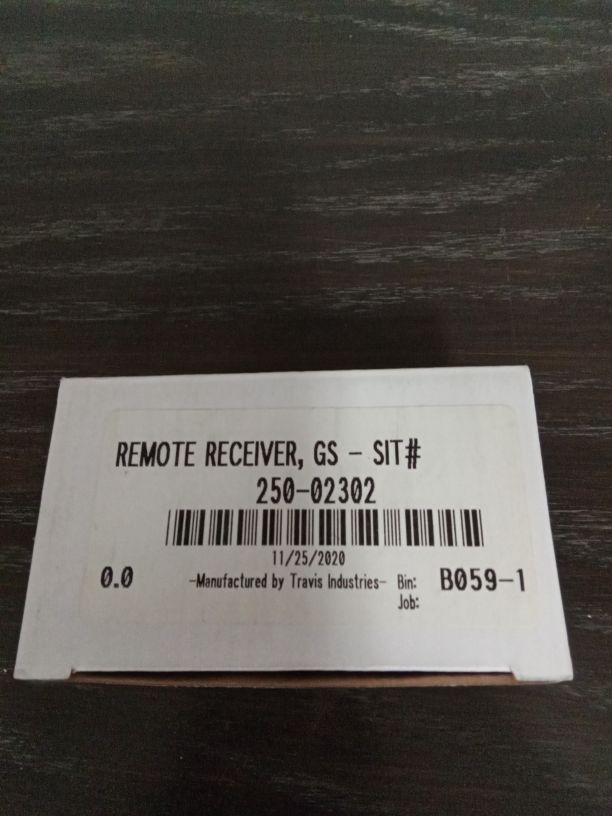 REMOTE RECEIVER, GS - SIT#
250-02302
11/25/2020
0.0 -Manufactured by Travis Industries- Bin: B059-1
Job: